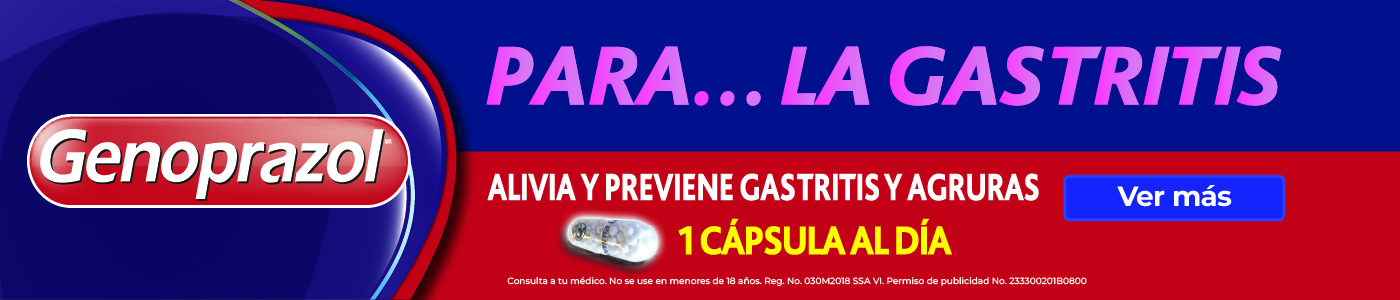 Genoprazol MR
PARA... LA GASTRITIS
ALIVIA Y PREVIENE GASTRITIS Y AGRURAS
Ver más
1 CÁPSULA AL DÍA
Consulta a tu médico. No se use en menores de 18 años. Reg. No. 030M2018 SSA VI. Permiso de publicidad No. 233300201B0800